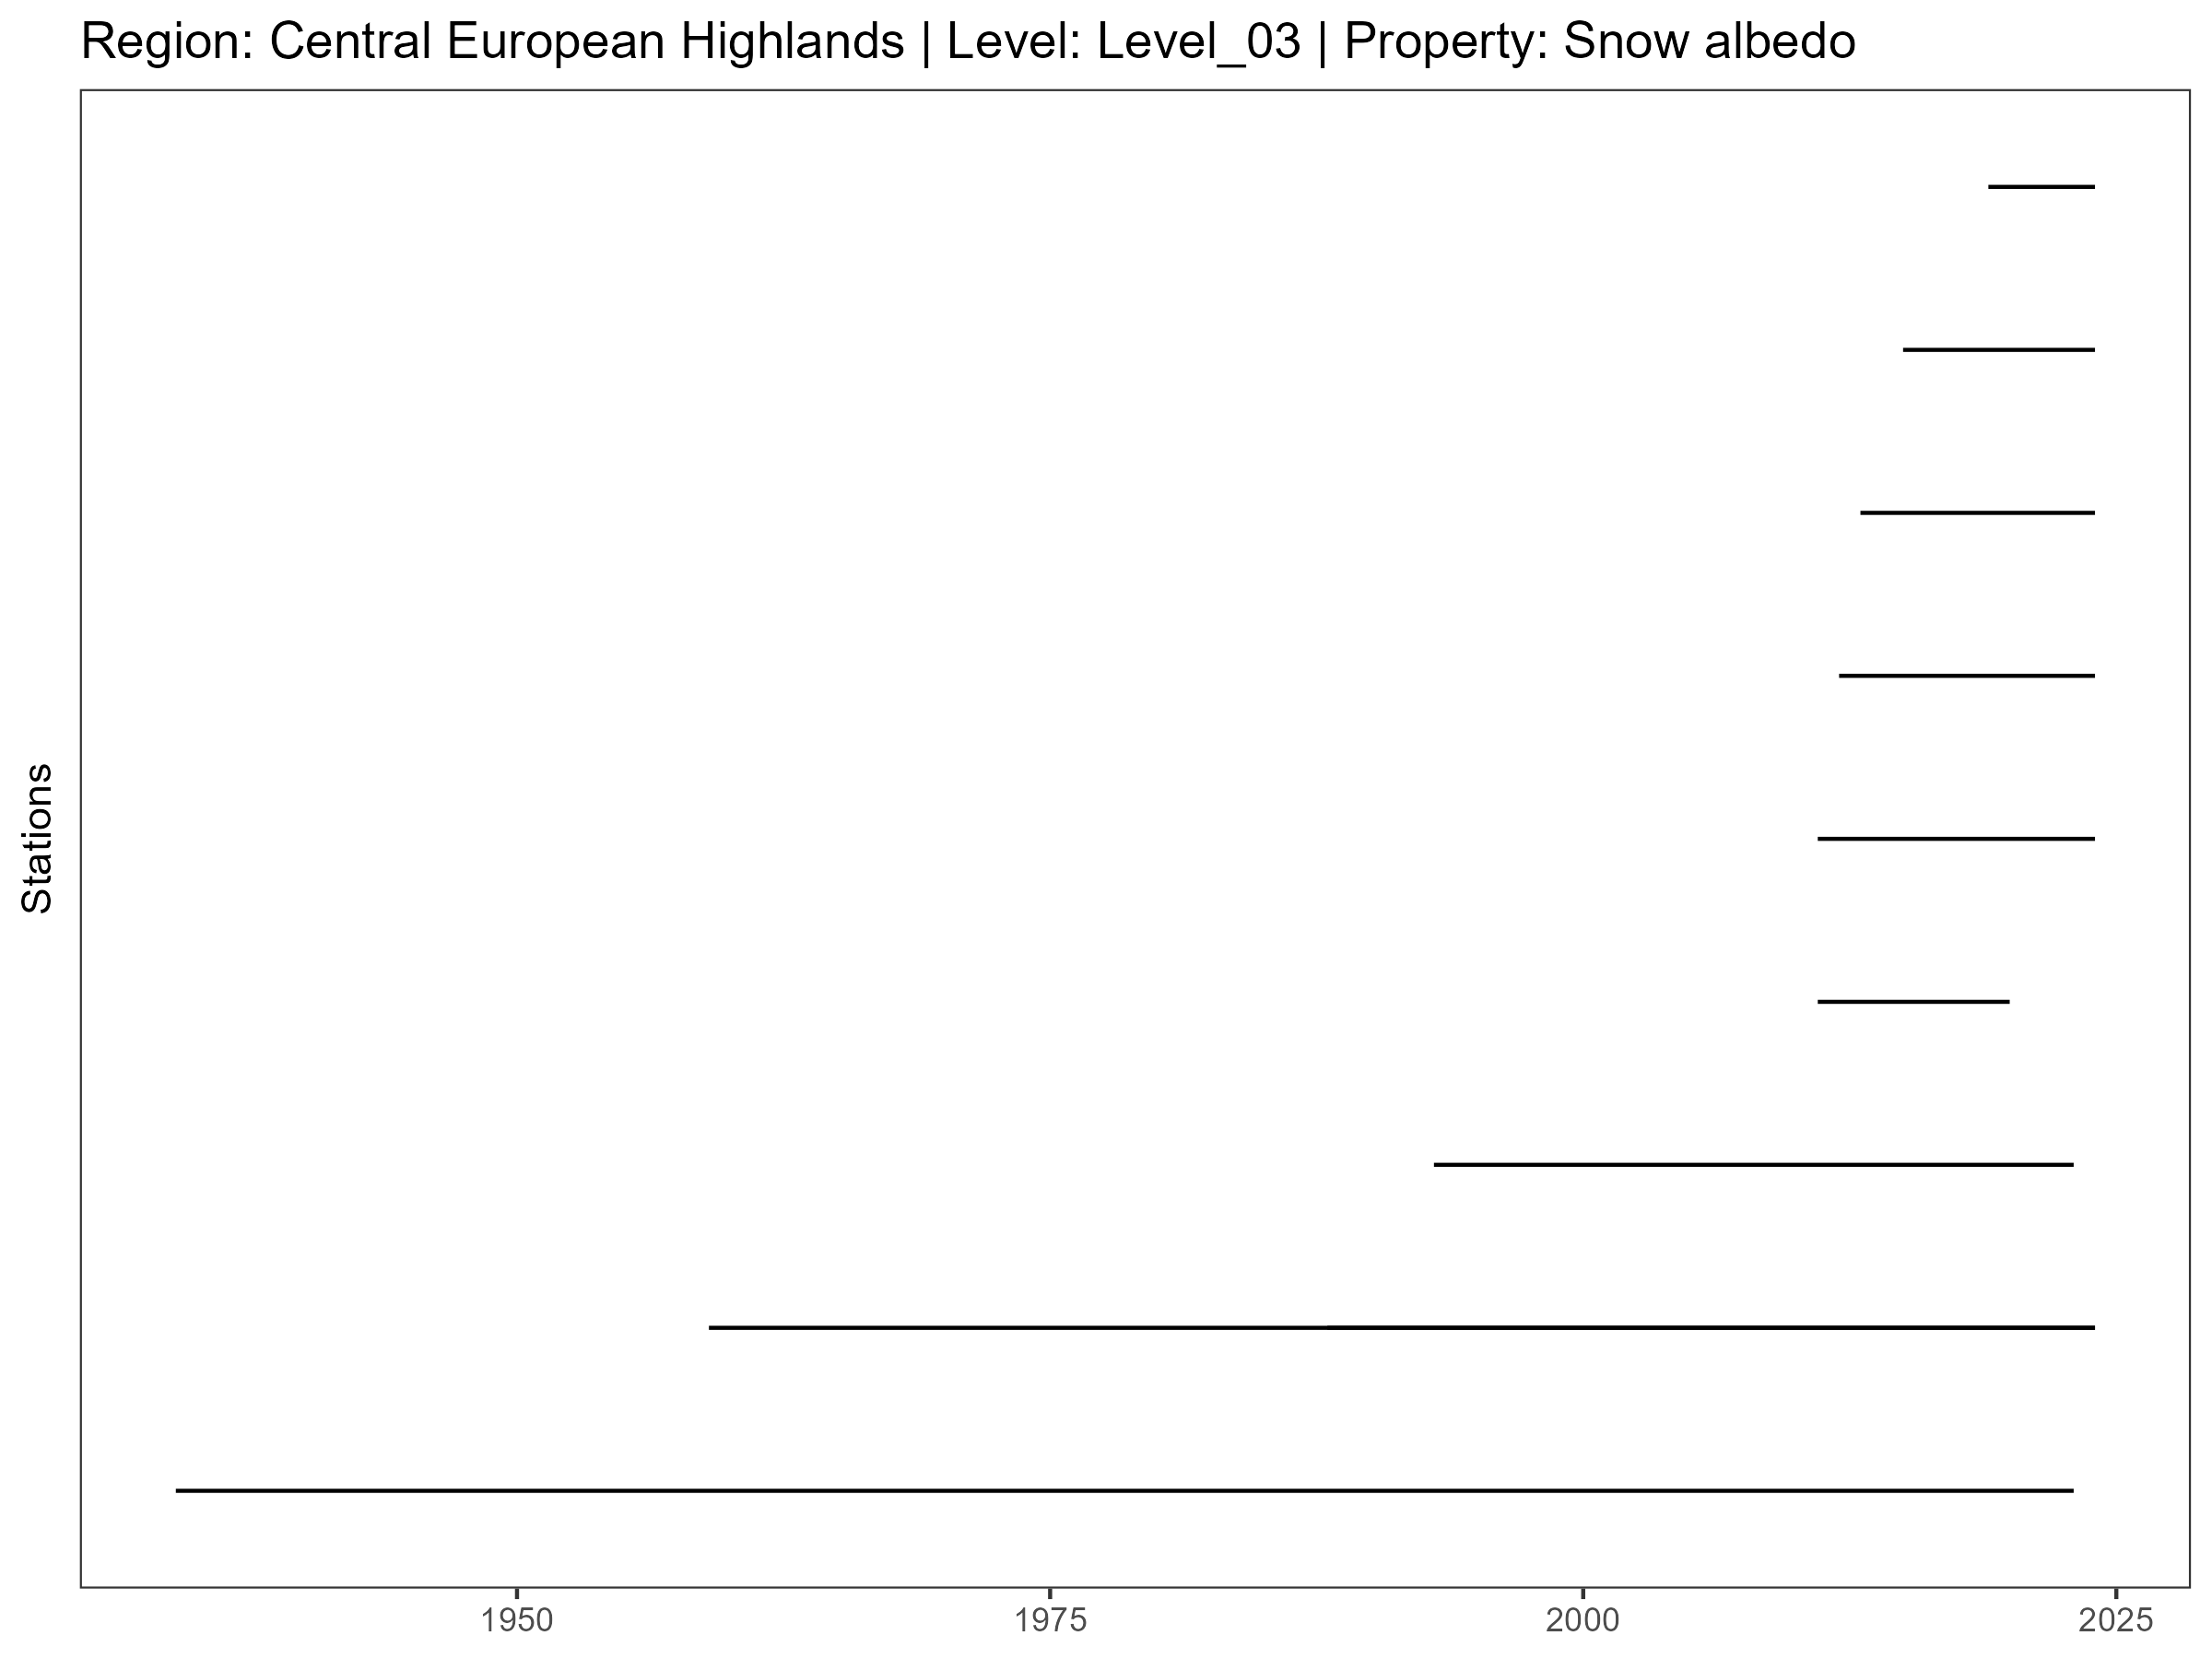 Region: Central European Highlands | Level: Level_03 | Property: Snow albedo
Stations
1950
1975
2000
2025